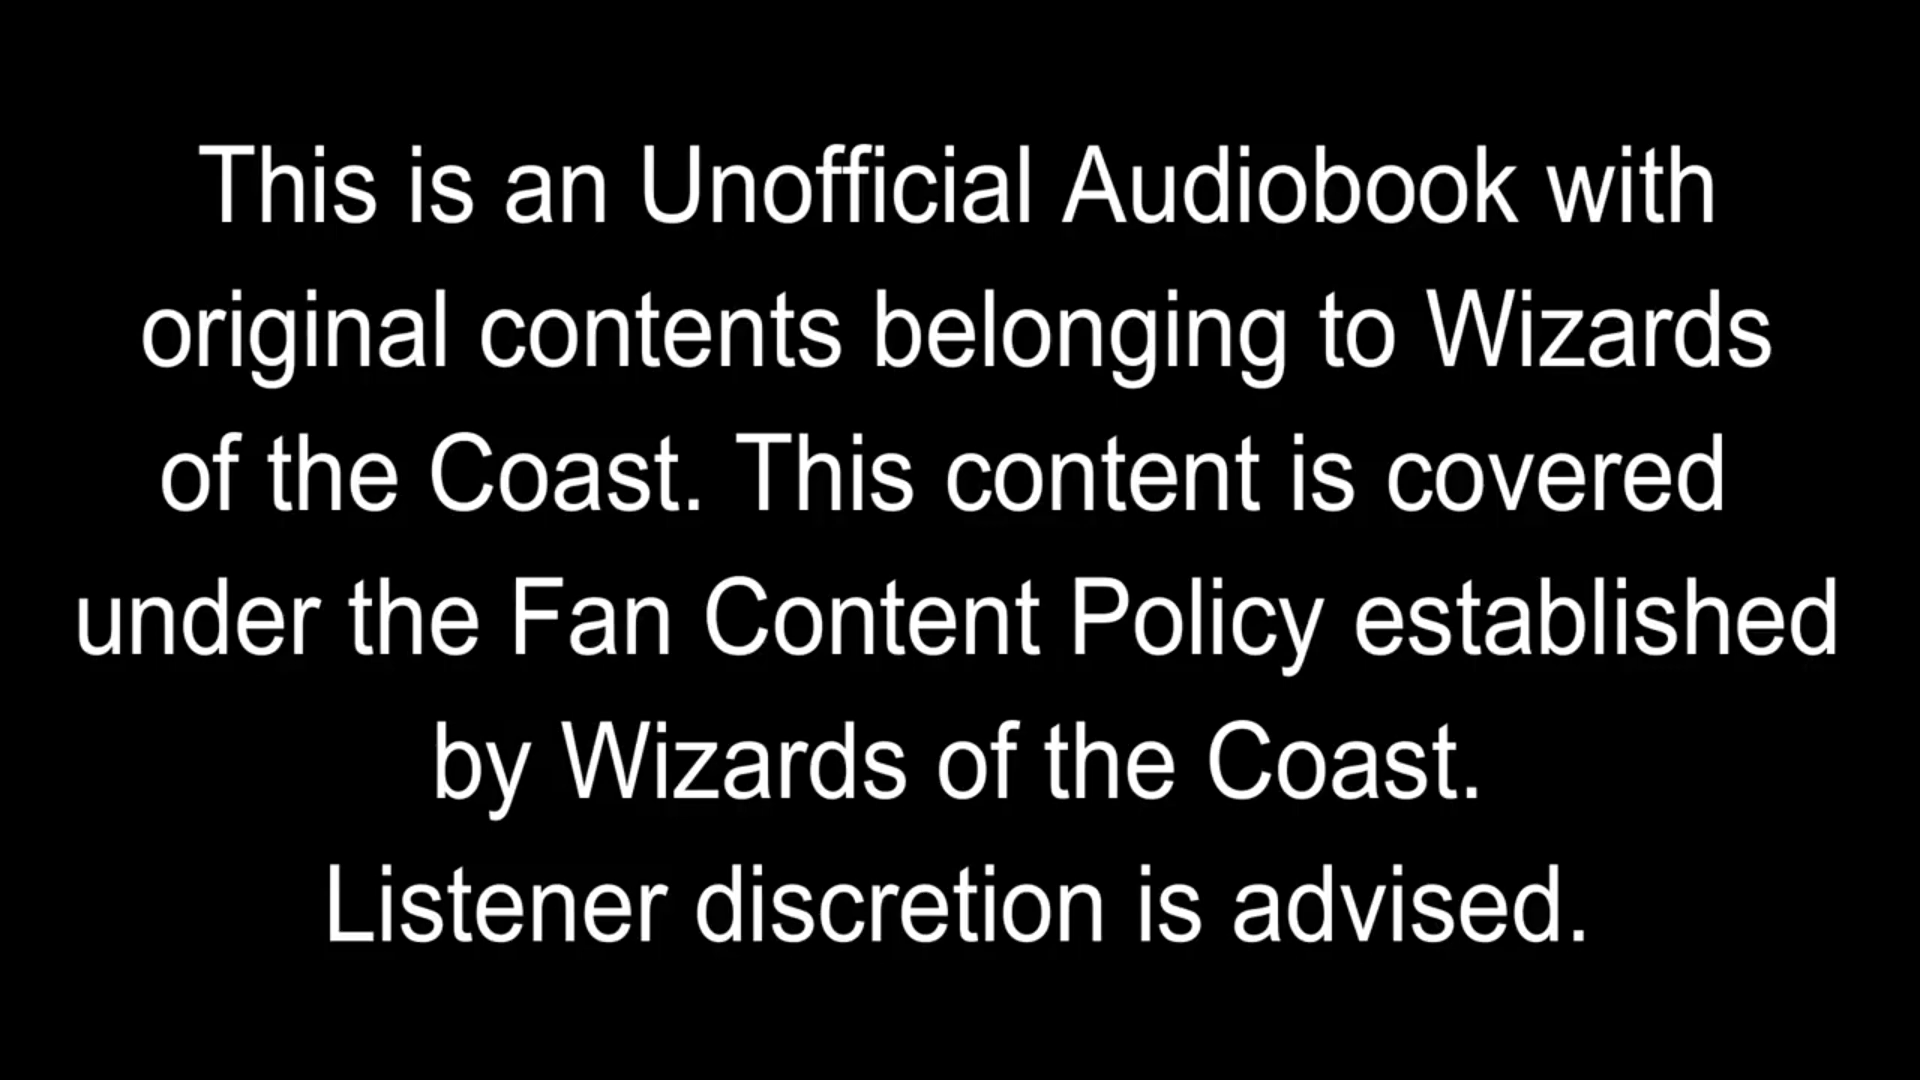 This is an Unofficial Audiobook with
original contents belonging to Wizards
of the Coast. This content is covered
under the Fan Content Policy established
by Wizards of the Coast.
Listener discretion is advised.